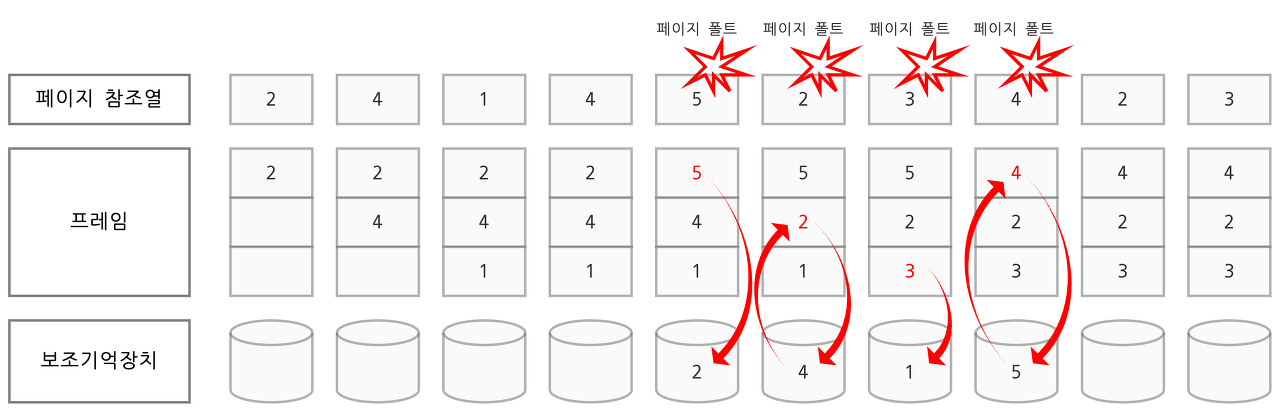 페이지 폴트 페이지 폴트 페이지 폴트 페이지 폴트
페이지 참조열 2 4 1 4 5 2 3 4 2 3
2 2 2 2 5 5 5 4 4 4
프레임 4 4 4 4 2 2 2 2 2
1 1 1 1 3 3 3 3
보조기억장치 2 4 1 5